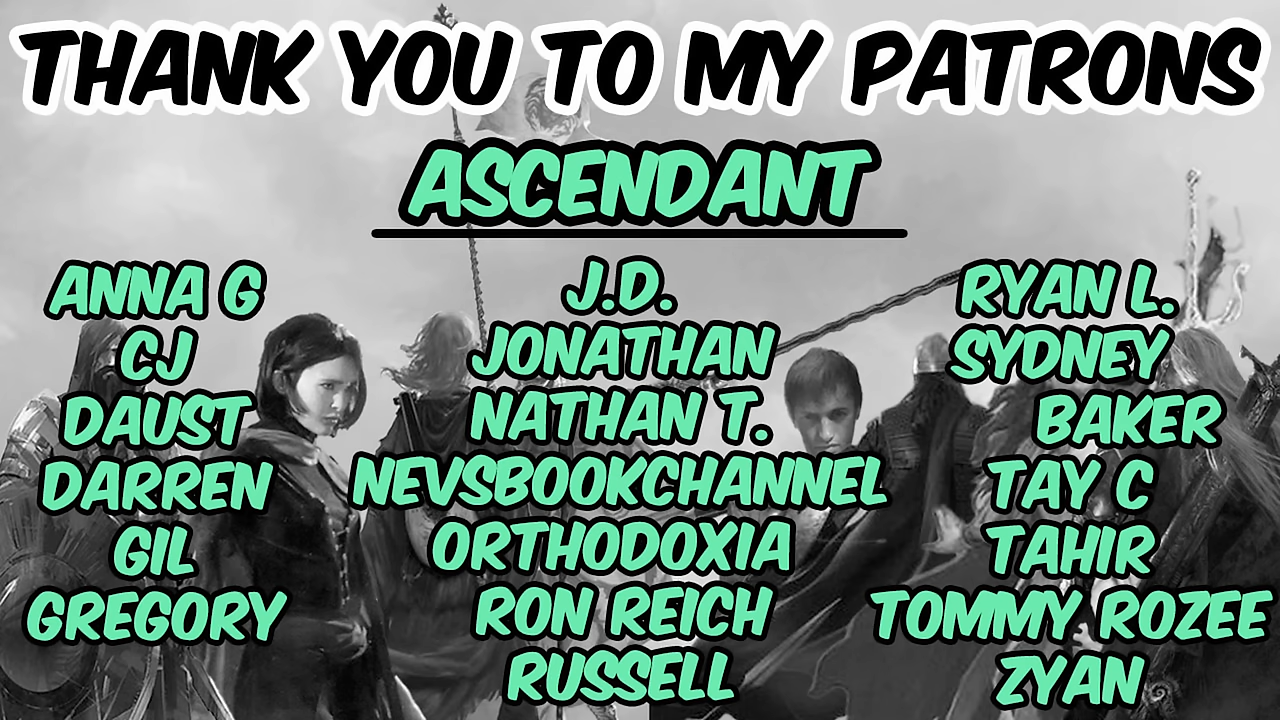 THANK YOU TO MY PATRONS
ASCENDANT
ANNA G
CJ
DAUST
DARREN
GIL
GREGORY
J.D.
JONATHAN
NATHAN T.
NEVSBOOKCHANNEL
ORTHODOXIA
RON REICH
RUSSELL
RYAN L.
SYDNEY
BAKER
TAY C
TAHIR
TOMMY ROZEE
ZYAN